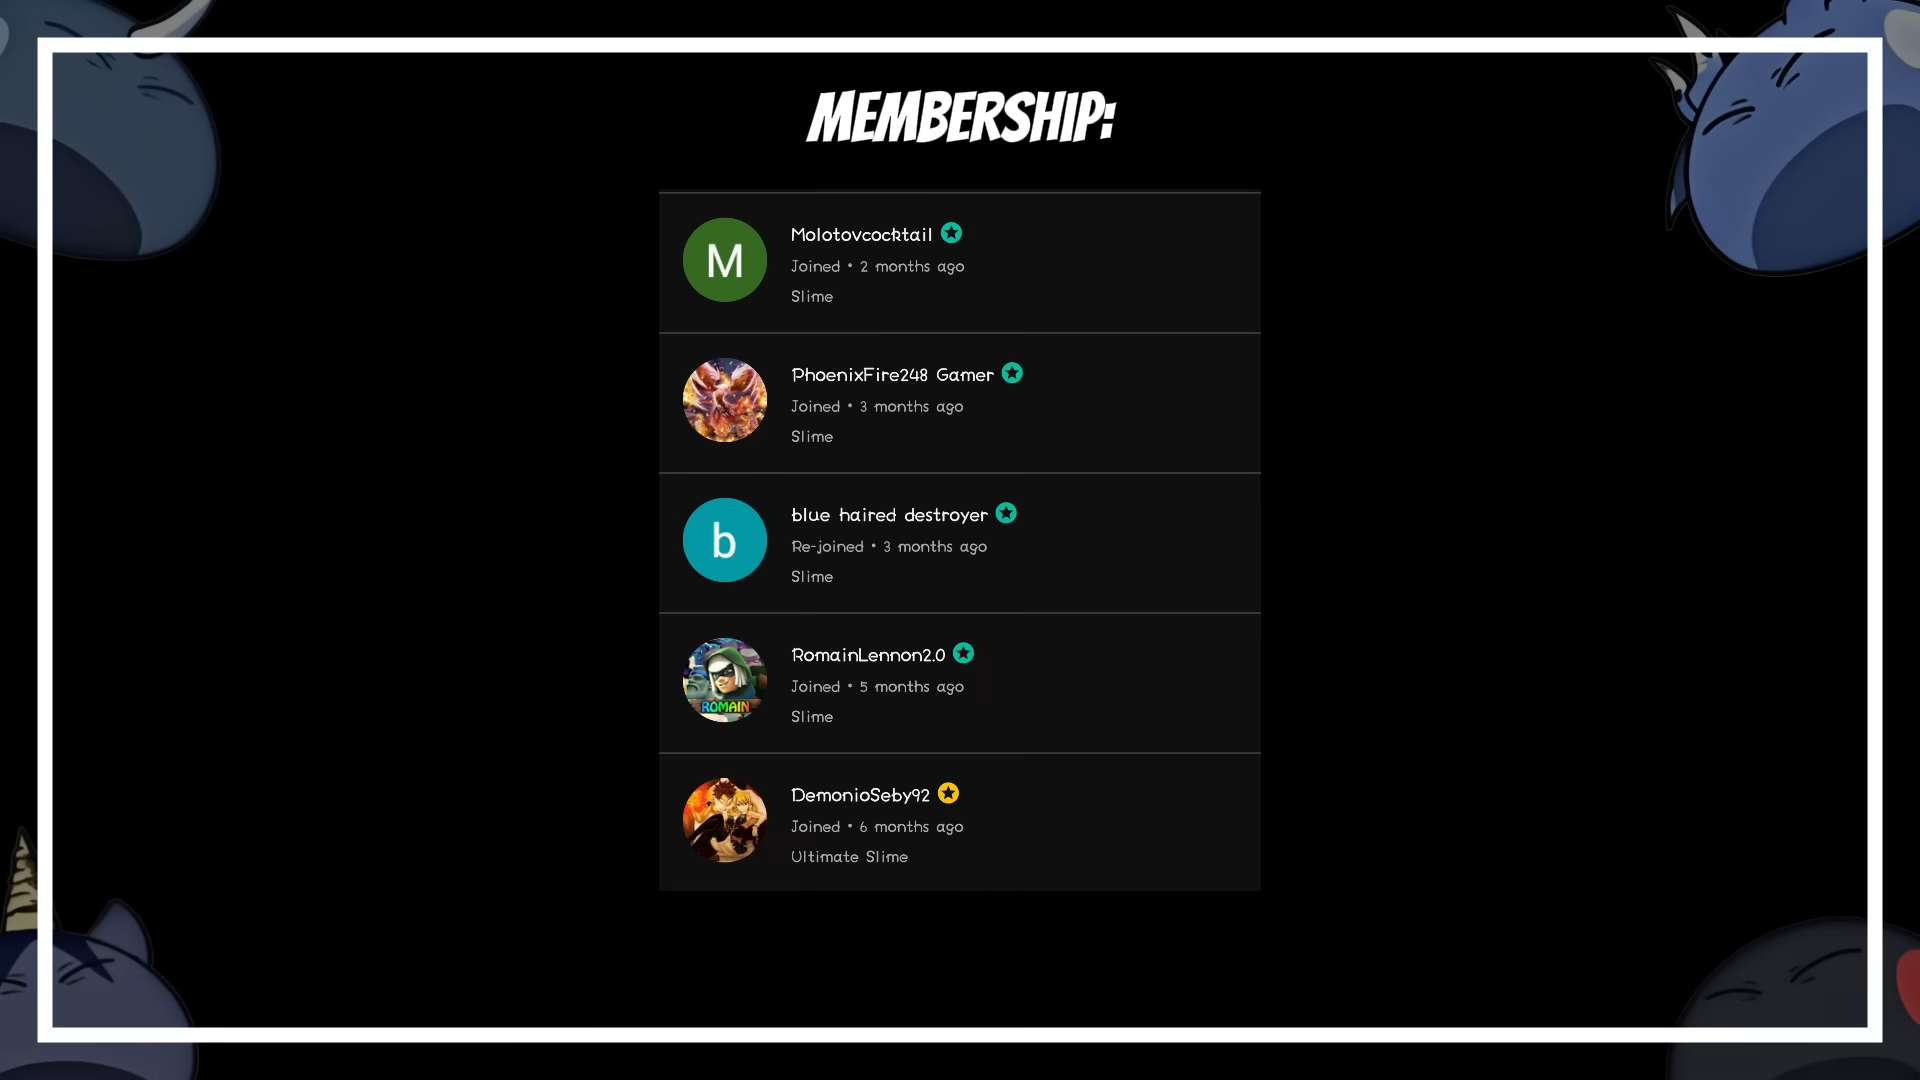 MEMBERSHIP:
M
Molotovcocktail
Joined • 2 months ago
Slime
PhoenixFire248 Gamer
Joined • 3 months ago
Slime
b
blue haired destroyer
Re-joined • 3 months ago
Slime
ROMAIN
RomainLennon2.0
Joined • 5 months ago
Slime
DemonioSeby92
Joined • 6 months ago
Ultimate Slime